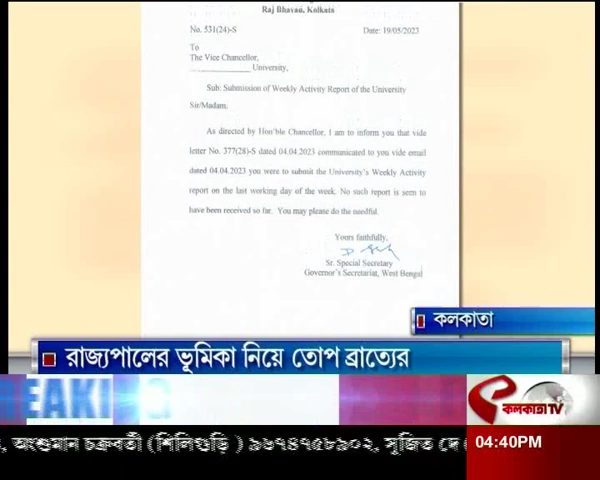 Raj Bhavan, Kolkata
No. 531(24)-S
Date: 19/05/2023
To
The Vice Chancellor,
____________ University,
Sub: Submission of Weekly Activity Report of the University
Sir/Madam,
As directed by Hon'ble Chancellor, I am to inform you that vide
letter No. 377(28)-S dated 04.04.2023 communicated to you vide email
dated 04.04.2023 you were to submit the University's Weekly Activity
report on the last working day of the week. No such report is seem to
have been received so far. You may please do the needful.
Yours faithfully,
Sr. Special Secretary
Governor's Secretariat, West Bengal
কলকাতা
রাজ্যপালের ভূমিকা নিয়ে তোপ ব্রাত্যের
BREAKING
কলকাতা TV
, অংশুমান চক্রবর্তী (শিলিগুড়ি ) ৯৬৭৪৭৫৮৯০২, সুজিত দে (
04:40PM